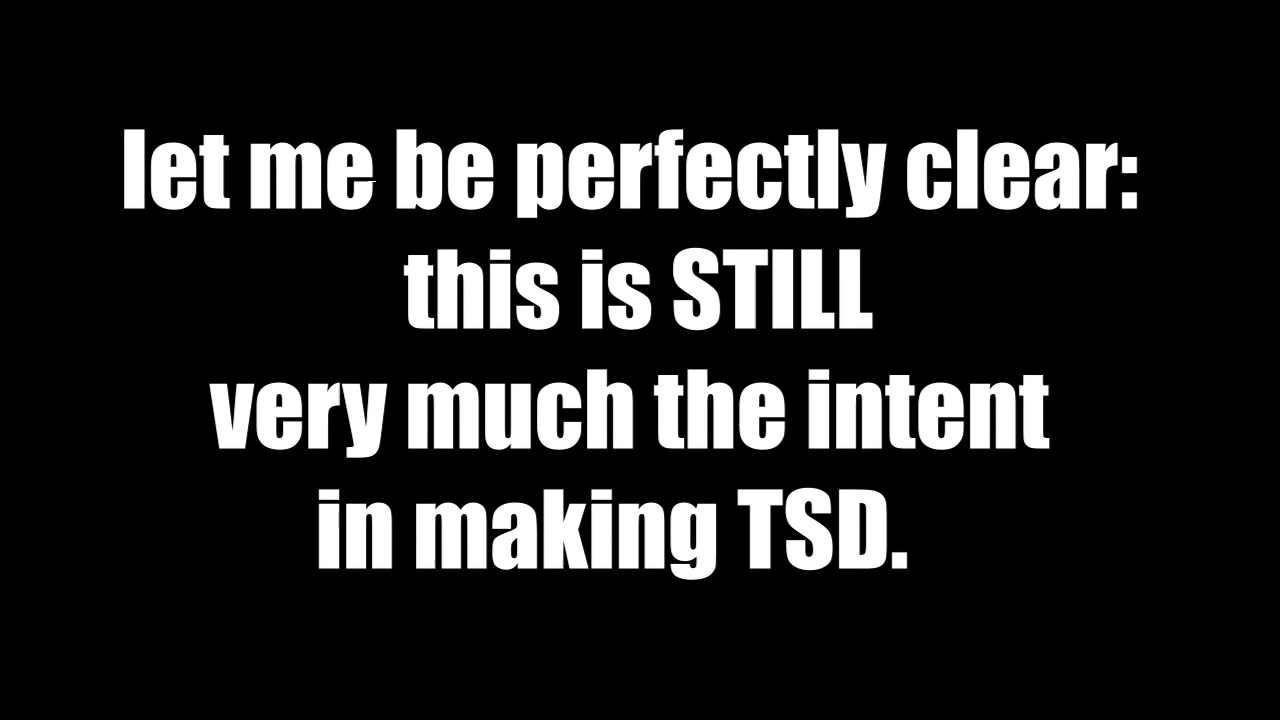 let me be perfectly clear:
this is STILL
very much the intent
in making TSD.